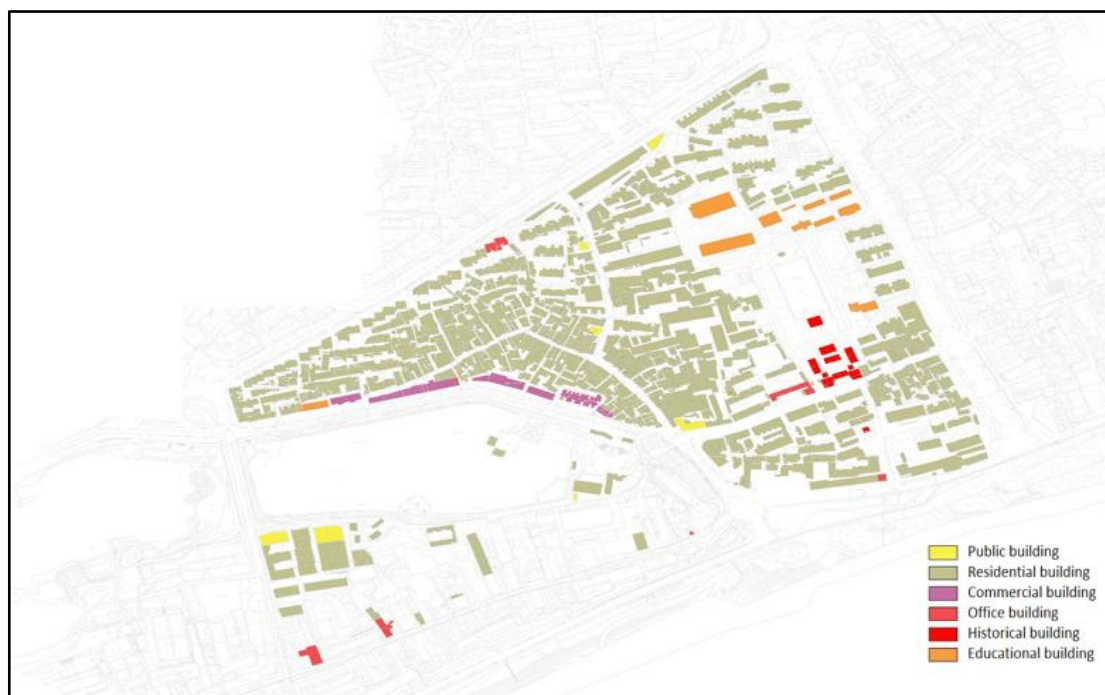 Public building
Residential building
Commercial building
Office building
Historical building
Educational building